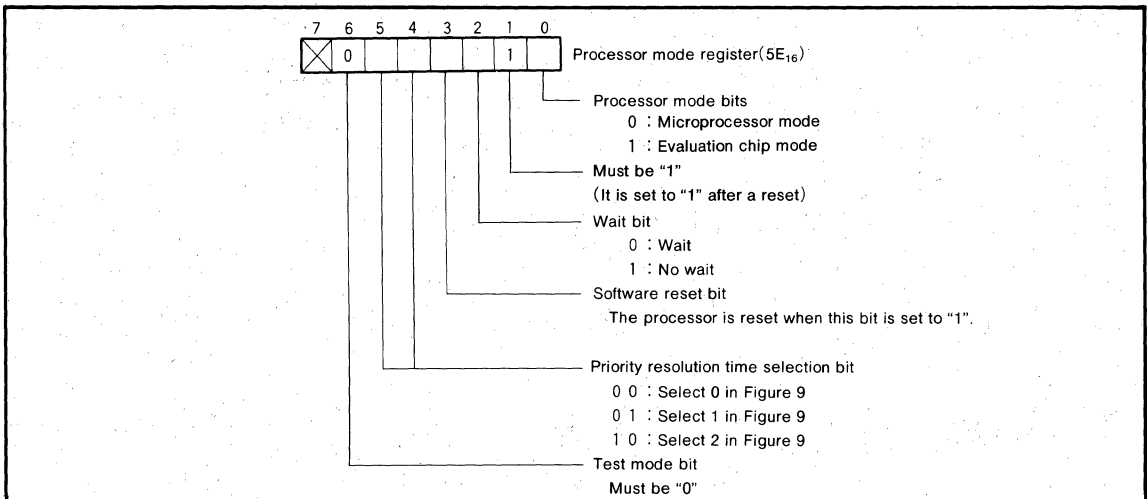 7 6 5 4 3 2 1 0
0 1 Processor mode register(5E₁₆)
Processor mode bits
0 : Microprocessor mode
1 : Evaluation chip mode
Must be “1”
(It is set to “1” after a reset)
Wait bit
0 : Wait
1 : No wait
Software reset bit
The processor is reset when this bit is set to “1”.
Priority resolution time selection bit
0 0 : Select 0 in Figure 9
0 1 : Select 1 in Figure 9
1 0 : Select 2 in Figure 9
Test mode bit
Must be “0”